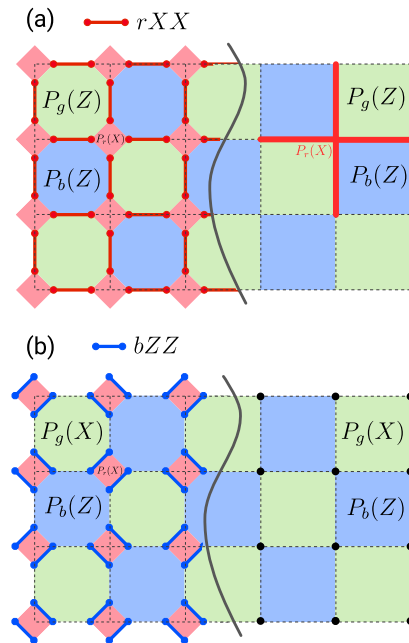 (a)
rXX
P_g(Z)
P_g(Z)
P_r(X)
P_r(X)
P_b(Z)
P_b(Z)
(b)
bZZ
P_g(X)
P_g(X)
P_r(X)
P_b(Z)
P_b(Z)